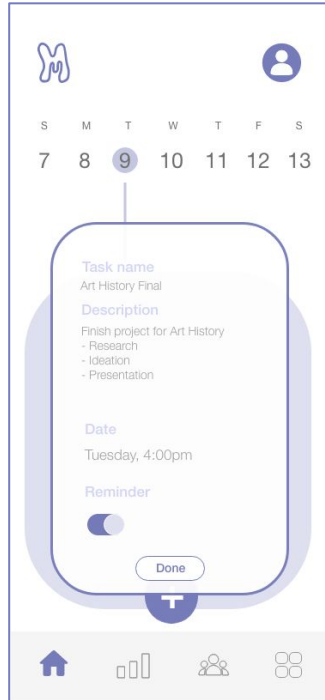 M
S M T W T F S
7 8 9 10 11 12 13
Task name
Art History Final
Description
Finish project for Art History
- Research
- Ideation
- Presentation
Date
Tuesday, 4:00pm
Reminder
Done
+